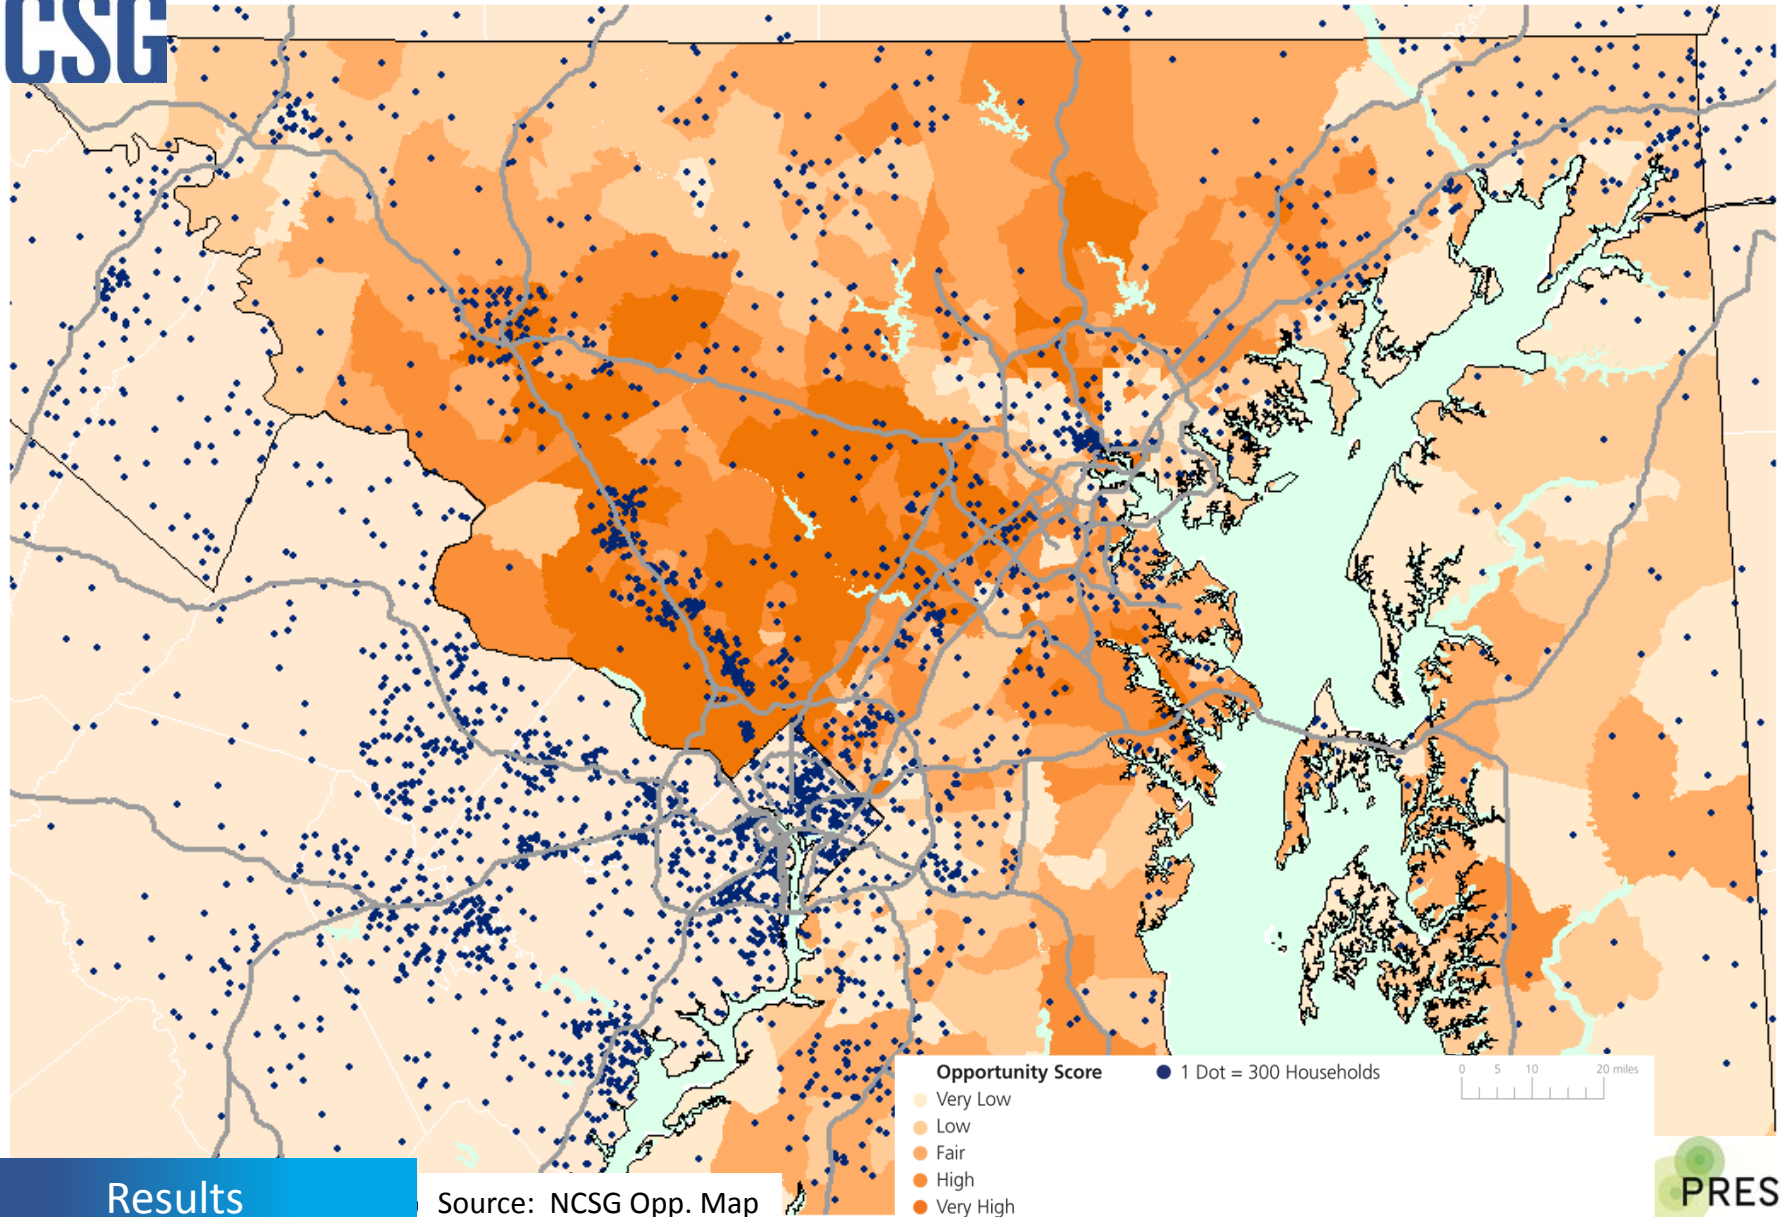 CSG
Opportunity Score
1 Dot = 300 Households
Very Low
Low
Fair
High
Very High
0 5 10 20 miles
Results
Source: NCSG Opp. Map
PRES